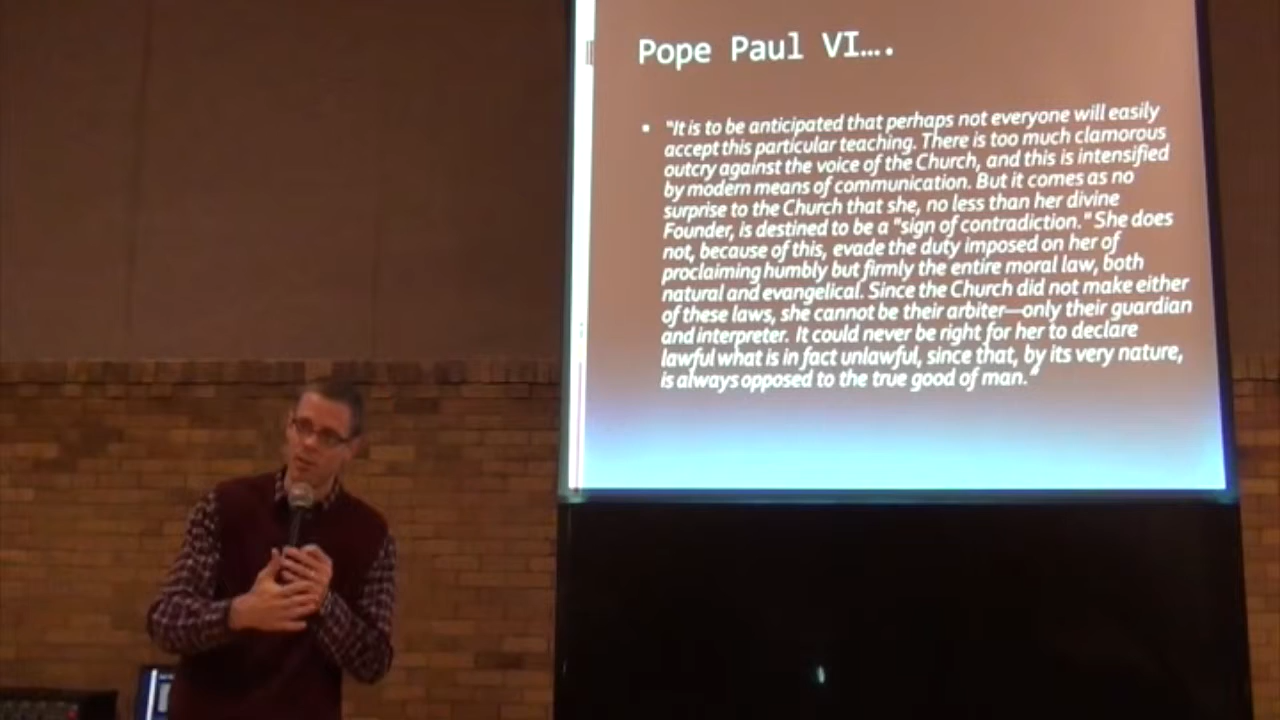 Pope Paul VI….
▪ "It is to be anticipated that perhaps not everyone will easily
accept this particular teaching. There is too much clamorous
outcry against the voice of the Church, and this is intensified
by modern means of communication. But it comes as no
surprise to the Church that she, no less than her divine
Founder, is destined to be a "sign of contradiction." She does
not, because of this, evade the duty imposed on her of
proclaiming humbly but firmly the entire moral law, both
natural and evangelical. Since the Church did not make either
of these laws, she cannot be their arbiter—only their guardian
and interpreter. It could never be right for her to declare
lawful what is in fact unlawful, since that, by its very nature,
is always opposed to the true good of man."